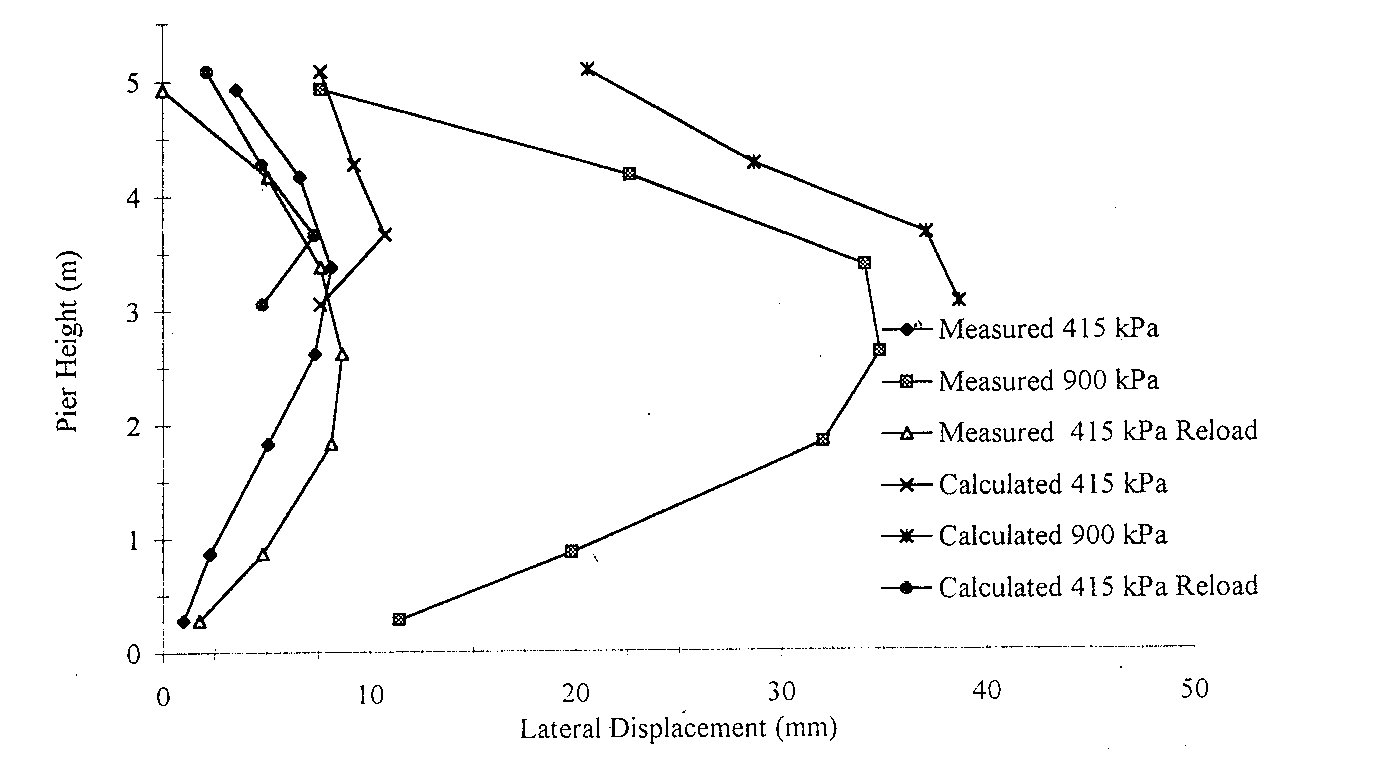 5
4
3
2
1
0
Pier Height (m)
0 10 20 30 40 50
Lateral Displacement (mm)
Measured 415 kPa
Measured 900 kPa
Measured 415 kPa Reload
Calculated 415 kPa
Calculated 900 kPa
Calculated 415 kPa Reload